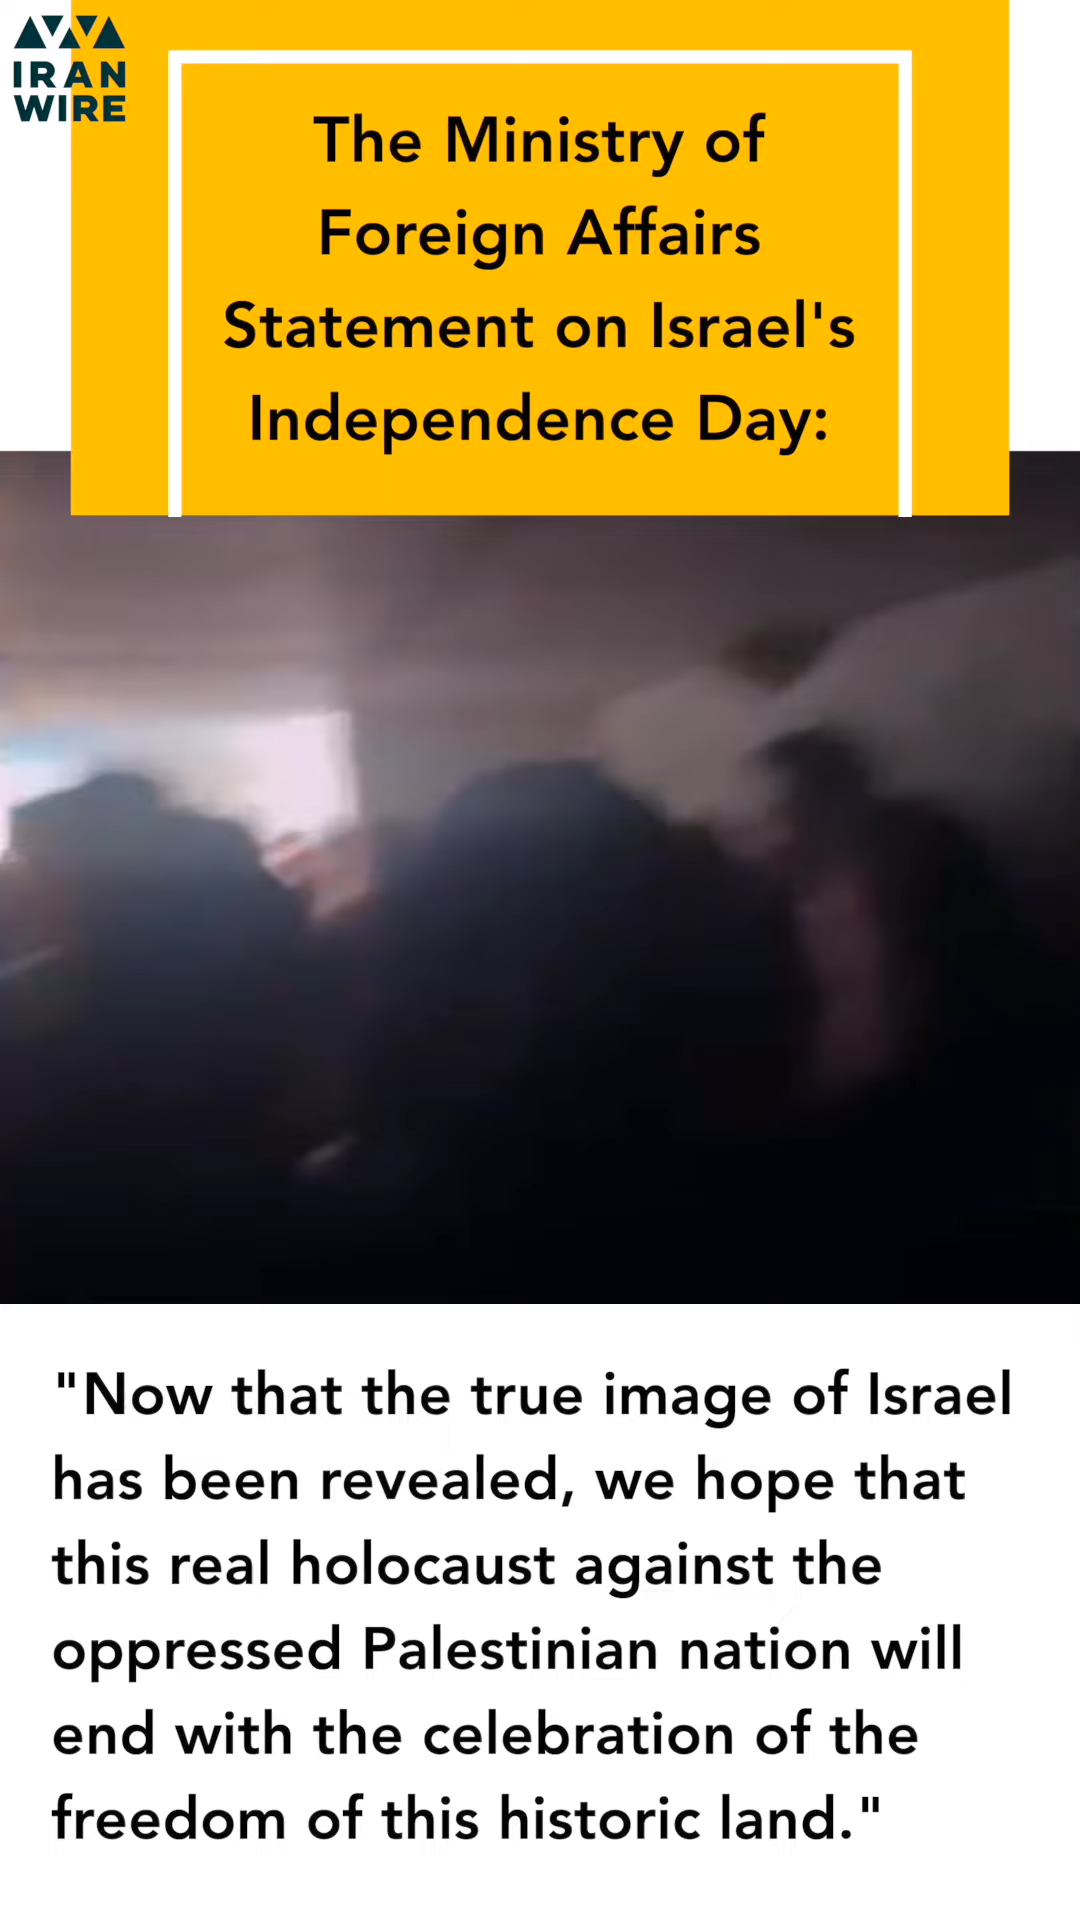 IRAN
WIRE
The Ministry of
Foreign Affairs
Statement on Israel's
Independence Day:
"Now that the true image of Israel
has been revealed, we hope that
this real holocaust against the
oppressed Palestinian nation will
end with the celebration of the
freedom of this historic land."